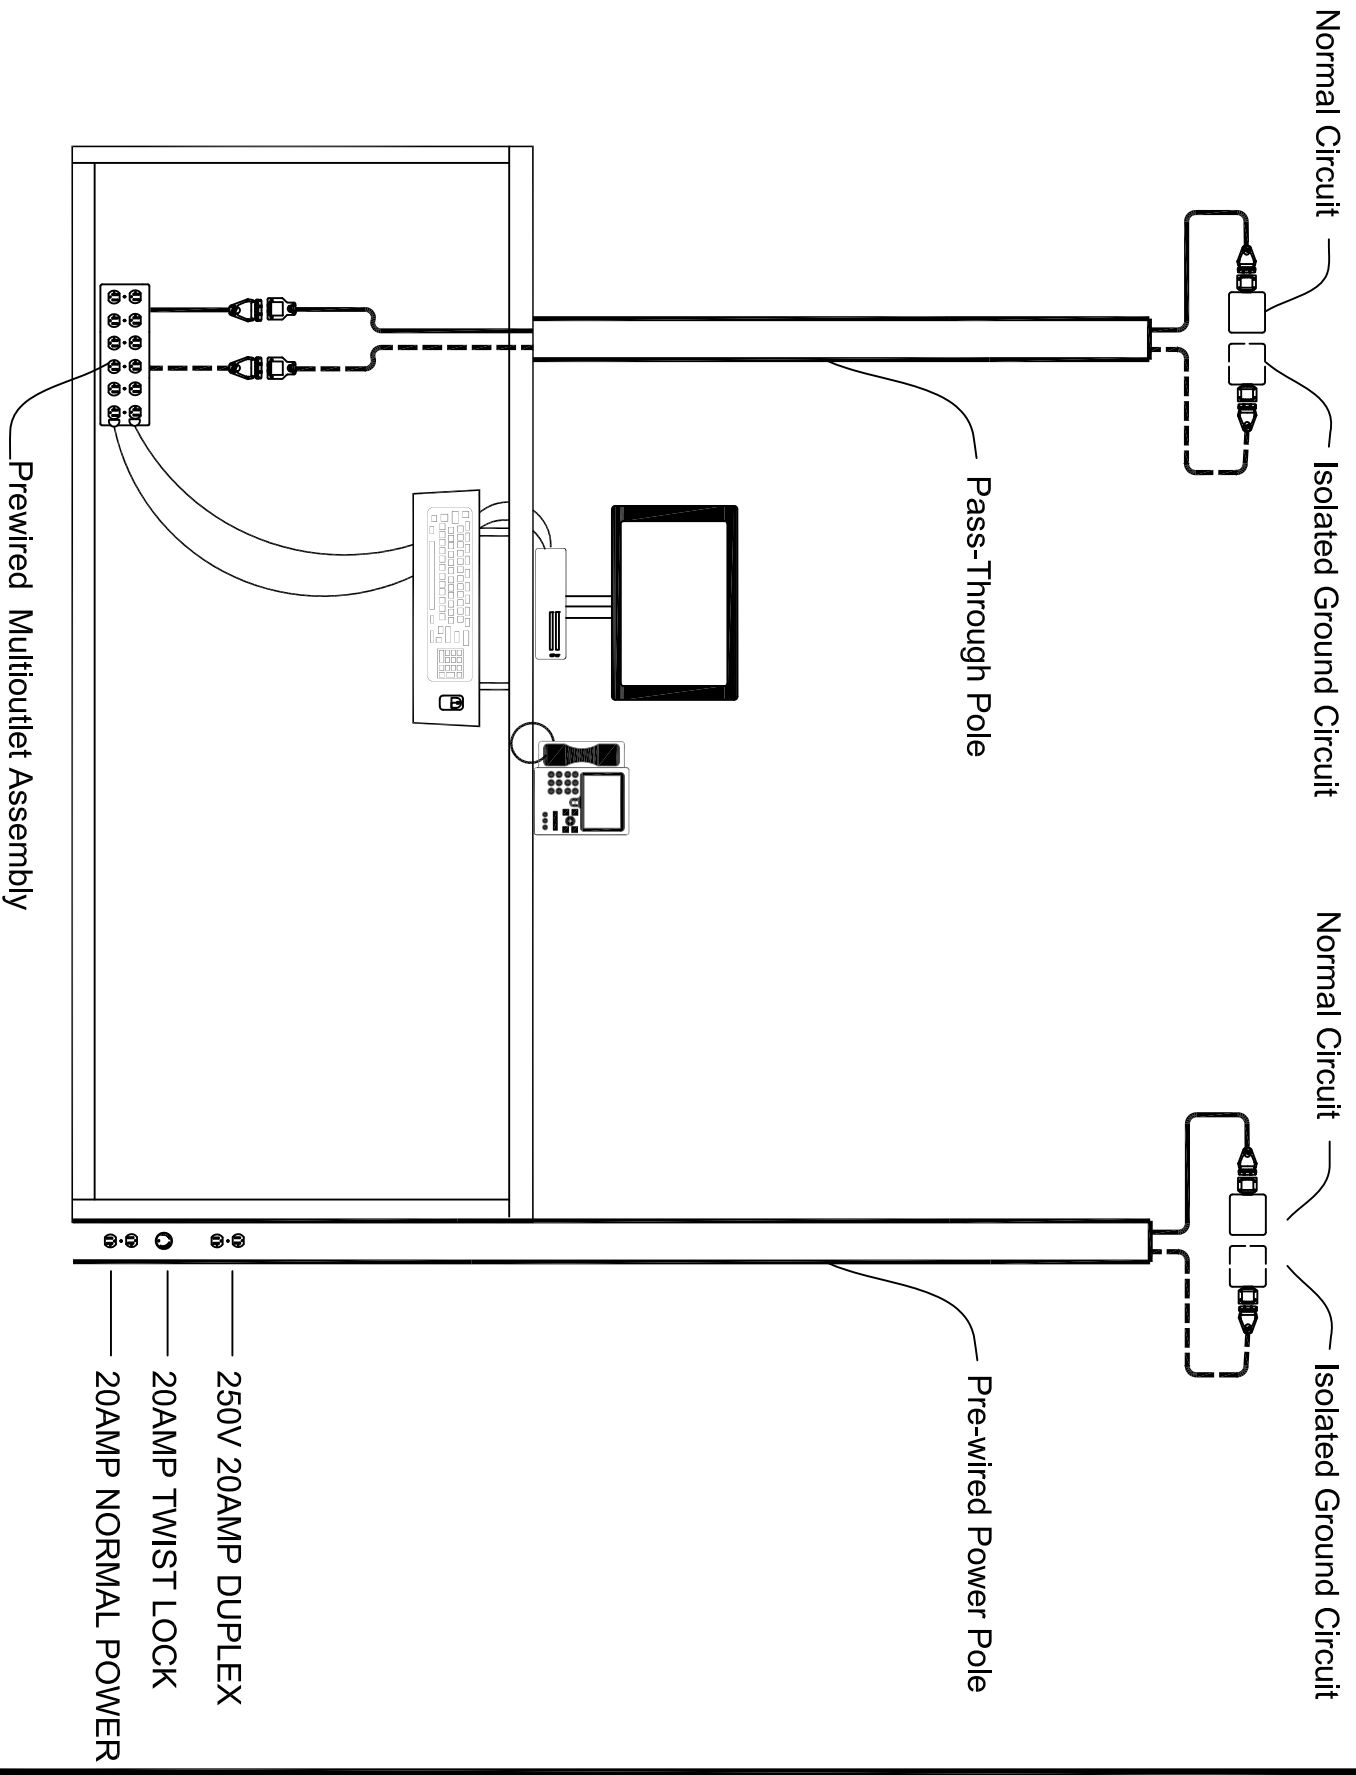 Normal Circuit
Isolated Ground Circuit
Normal Circuit
Isolated Ground Circuit
Pass-Through Pole
Pre-wired Power Pole
250V 20AMP DUPLEX
20AMP TWIST LOCK
20AMP NORMAL POWER
Prewired Multioutlet Assembly